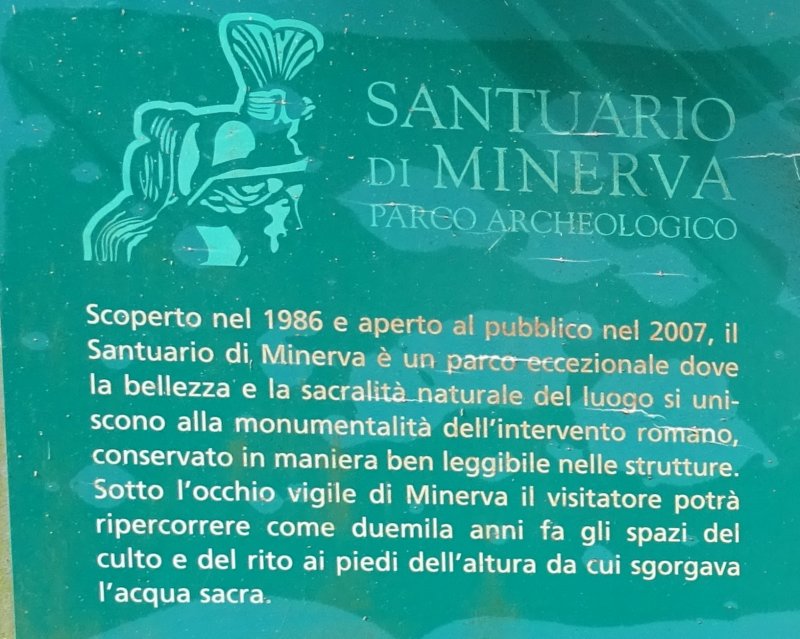 SANTUARIO
DI MINERVA
PARCO ARCHEOLOGICO
Scoperto nel 1986 e aperto al pubblico nel 2007, il
Santuario di Minerva è un parco eccezionale dove
la bellezza e la sacralità naturale del luogo si uni-
scono alla monumentalità dell'intervento romano,
conservato in maniera ben leggibile nelle strutture.
Sotto l'occhio vigile di Minerva il visitatore potrà
ripercorrere come duemila anni fa gli spazi del
culto e del rito ai piedi dell'altura da cui sgorgava
l'acqua sacra.